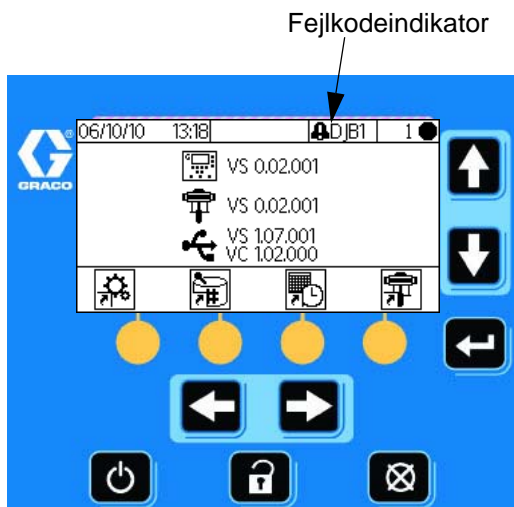 Fejlkodeindikator
06/10/10 13:18 DJB1 1
VS 0.02.001
VS 0.02.001
VS 1.07.001
VC 1.02.000
GRACO